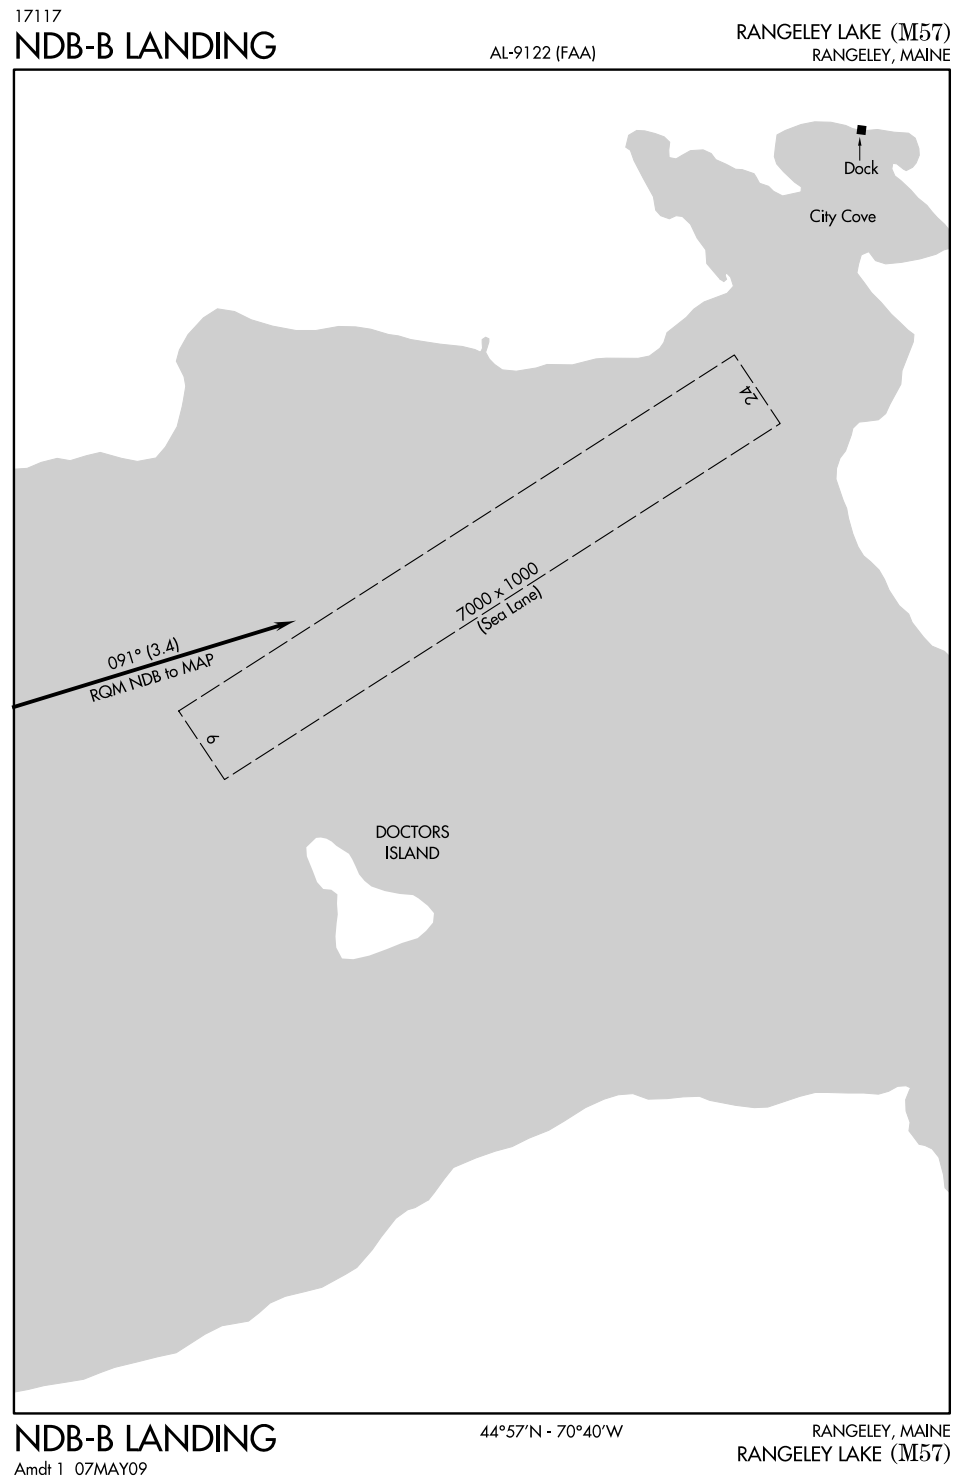 17117
NDB-B LANDING
AL-9122 (FAA)
RANGELEY LAKE (M57)
RANGELEY, MAINE
Dock
City Cove
24
7000 x 1000
(Sea Lane)
091° (3.4)
RQM NDB to MAP
6
DOCTORS
ISLAND
NDB-B LANDING
Amdt 1 07MAY09
44°57'N - 70°40'W
RANGELEY, MAINE
RANGELEY LAKE (M57)